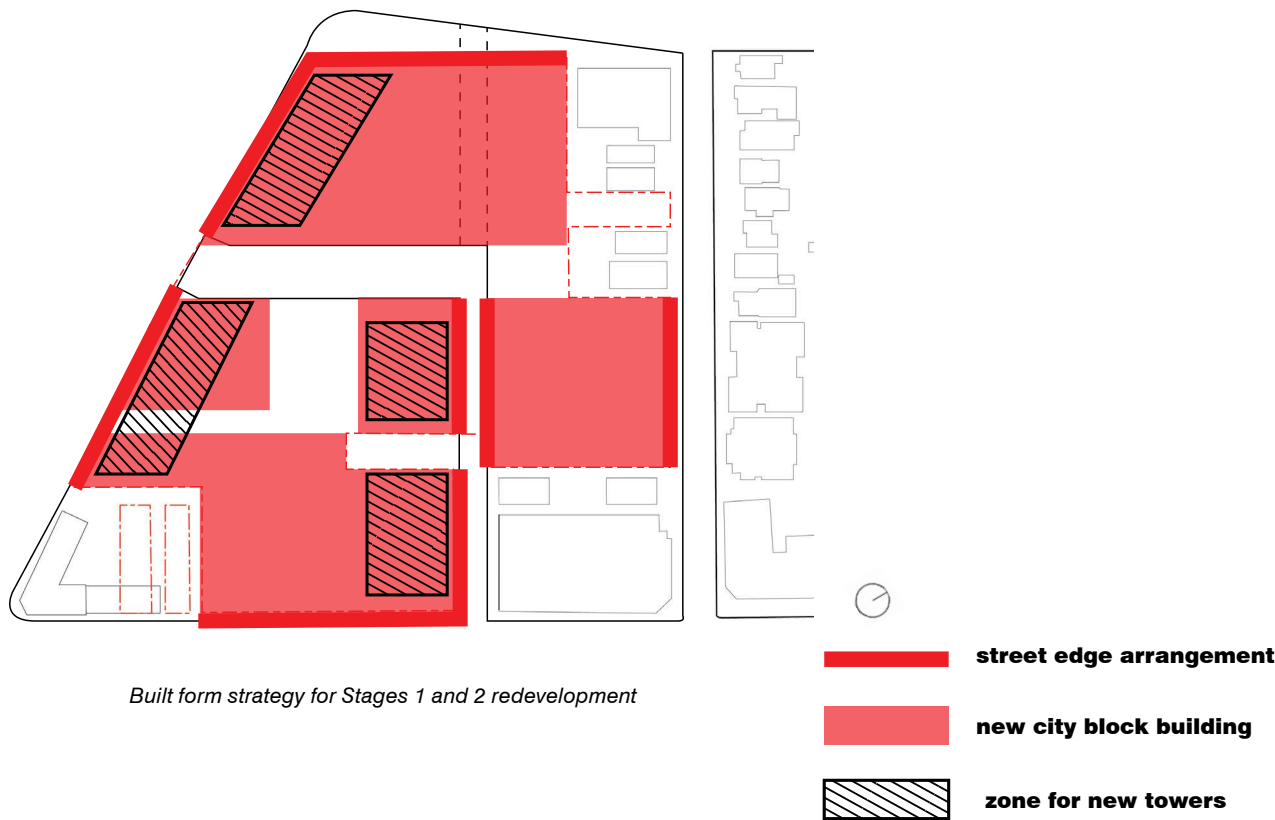 Built form strategy for Stages 1 and 2 redevelopment
street edge arrangement
new city block building
zone for new towers